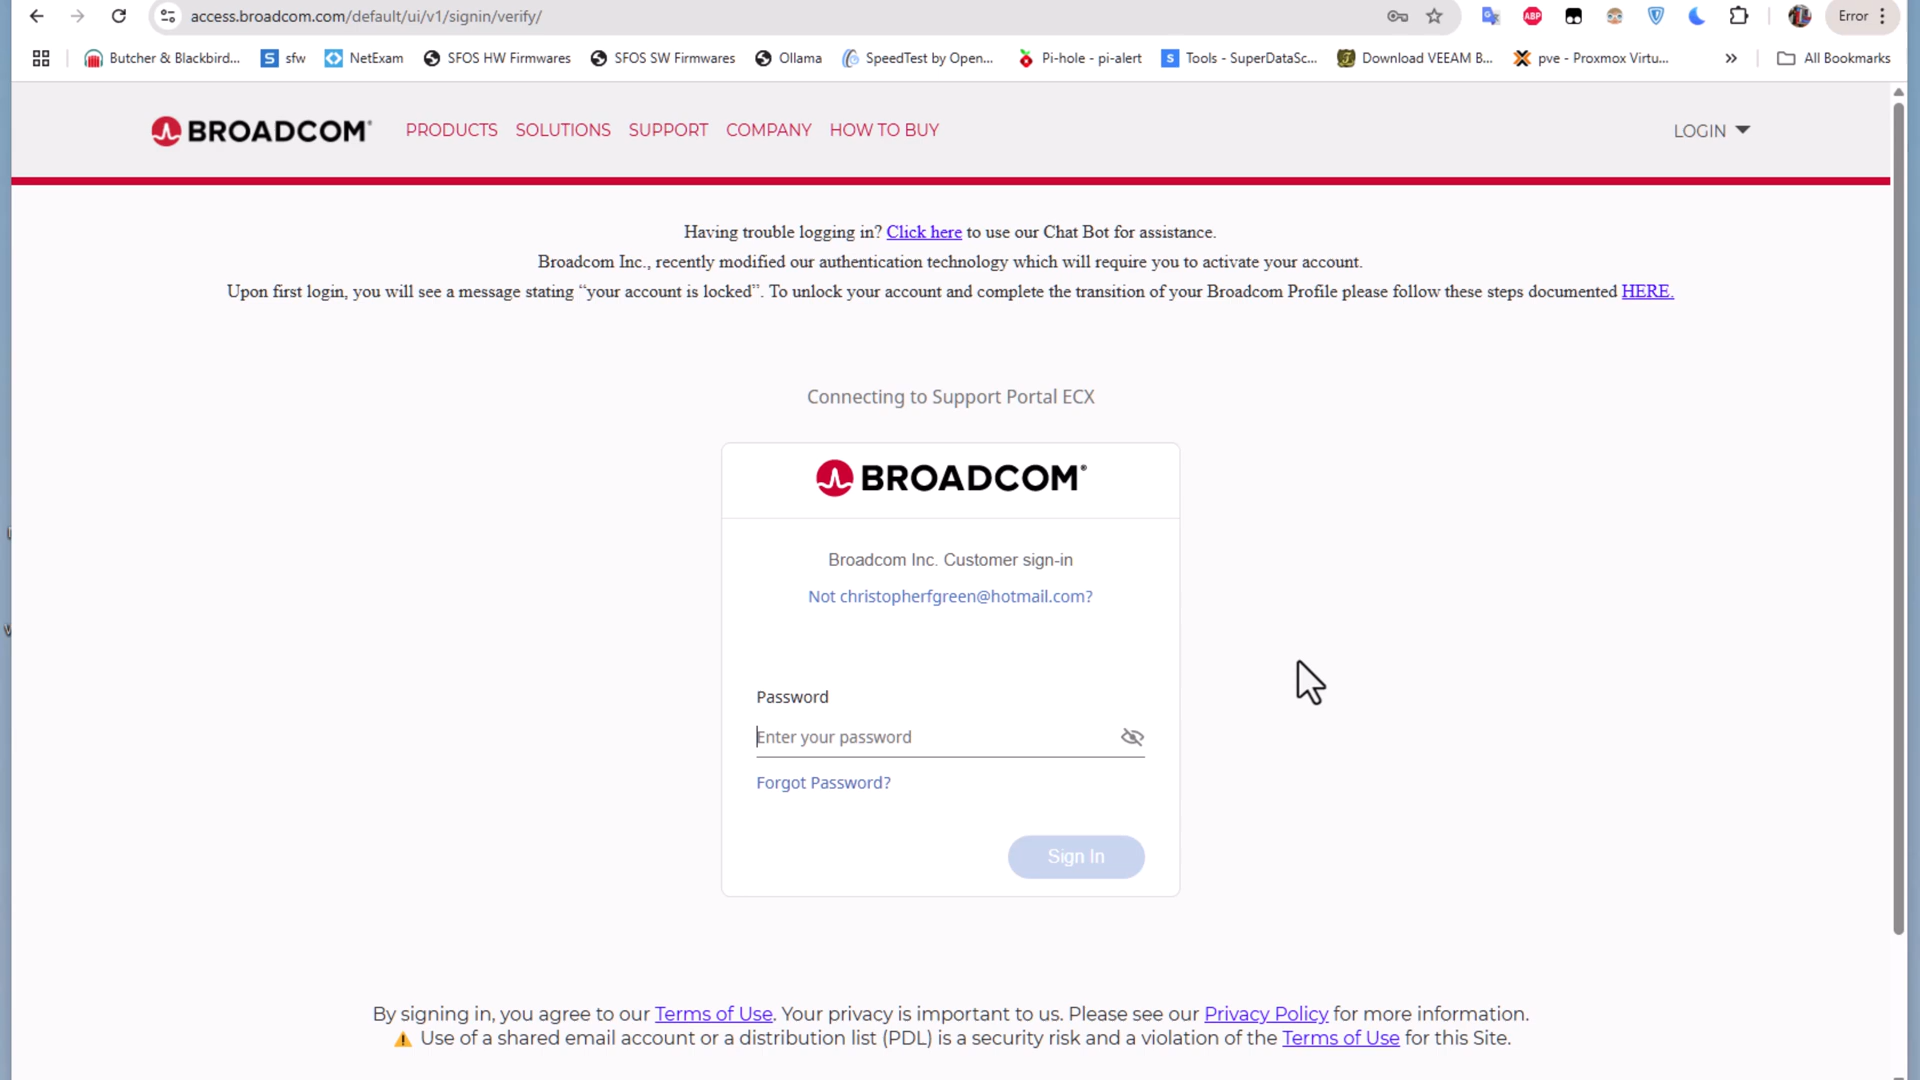 access.broadcom.com/default/ui/v1/signin/verify/
Error
Butcher & Blackbird...
sfw
NetExam
SFOS HW Firmwares
SFOS SW Firmwares
Ollama
SpeedTest by Open...
Pi-hole - pi-alert
Tools - SuperDataSc...
Download VEEAM B...
pve - Proxmox Virtu...
»
All Bookmarks
BROADCOM
PRODUCTS
SOLUTIONS
SUPPORT
COMPANY
HOW TO BUY
LOGIN
Having trouble logging in? Click here to use our Chat Bot for assistance.
Broadcom Inc., recently modified our authentication technology which will require you to activate your account.
Upon first login, you will see a message stating “your account is locked”. To unlock your account and complete the transition of your Broadcom Profile please follow these steps documented HERE.
Connecting to Support Portal ECX
BROADCOM®
Broadcom Inc. Customer sign-in
Not christopherfgreen@hotmail.com?
Password
Enter your password
Forgot Password?
Sign In
By signing in, you agree to our Terms of Use. Your privacy is important to us. Please see our Privacy Policy for more information.
Use of a shared email account or a distribution list (PDL) is a security risk and a violation of the Terms of Use for this Site.